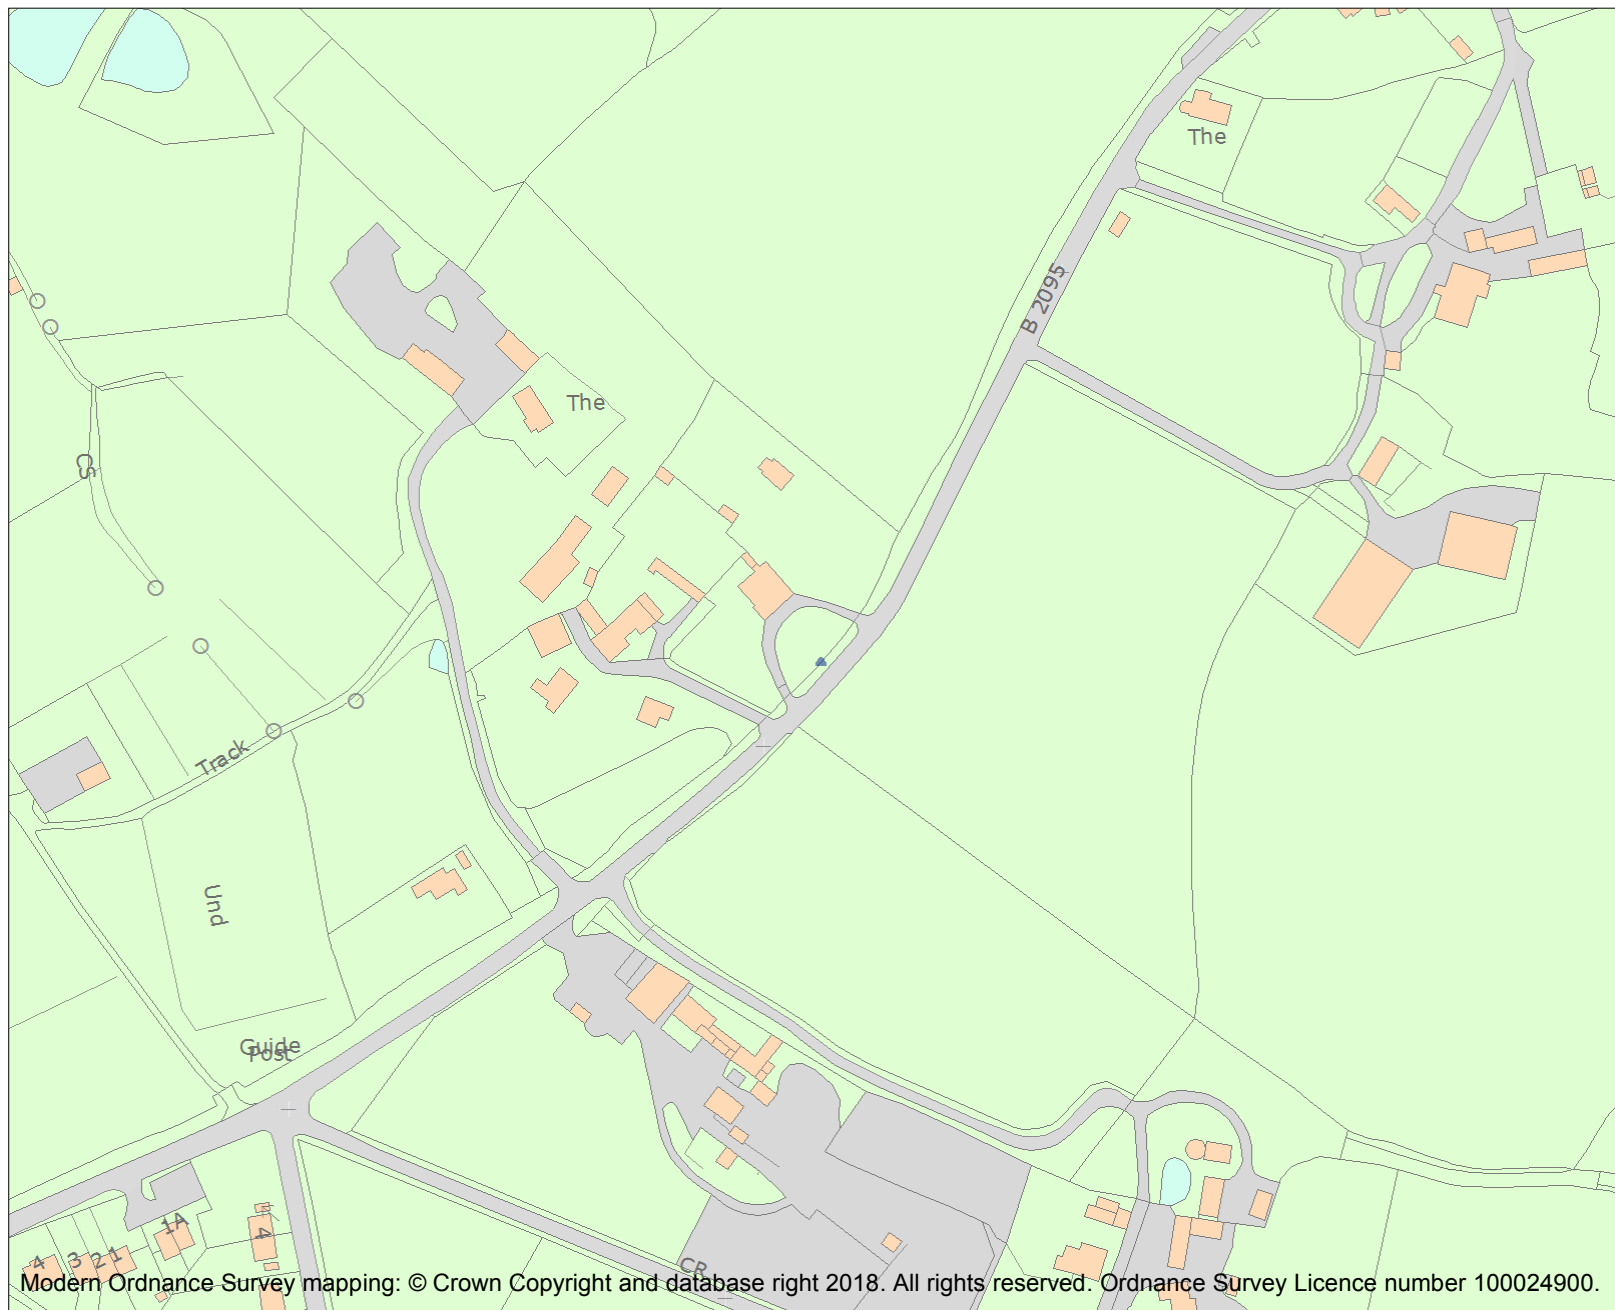 The
B 2095
The
CS
Track
Und
Guide
Post
1A
4
4
3
2
1
CR
Modern Ordnance Survey mapping: © Crown Copyright and database right 2018. All rights reserved. Ordnance Survey Licence number 100024900.